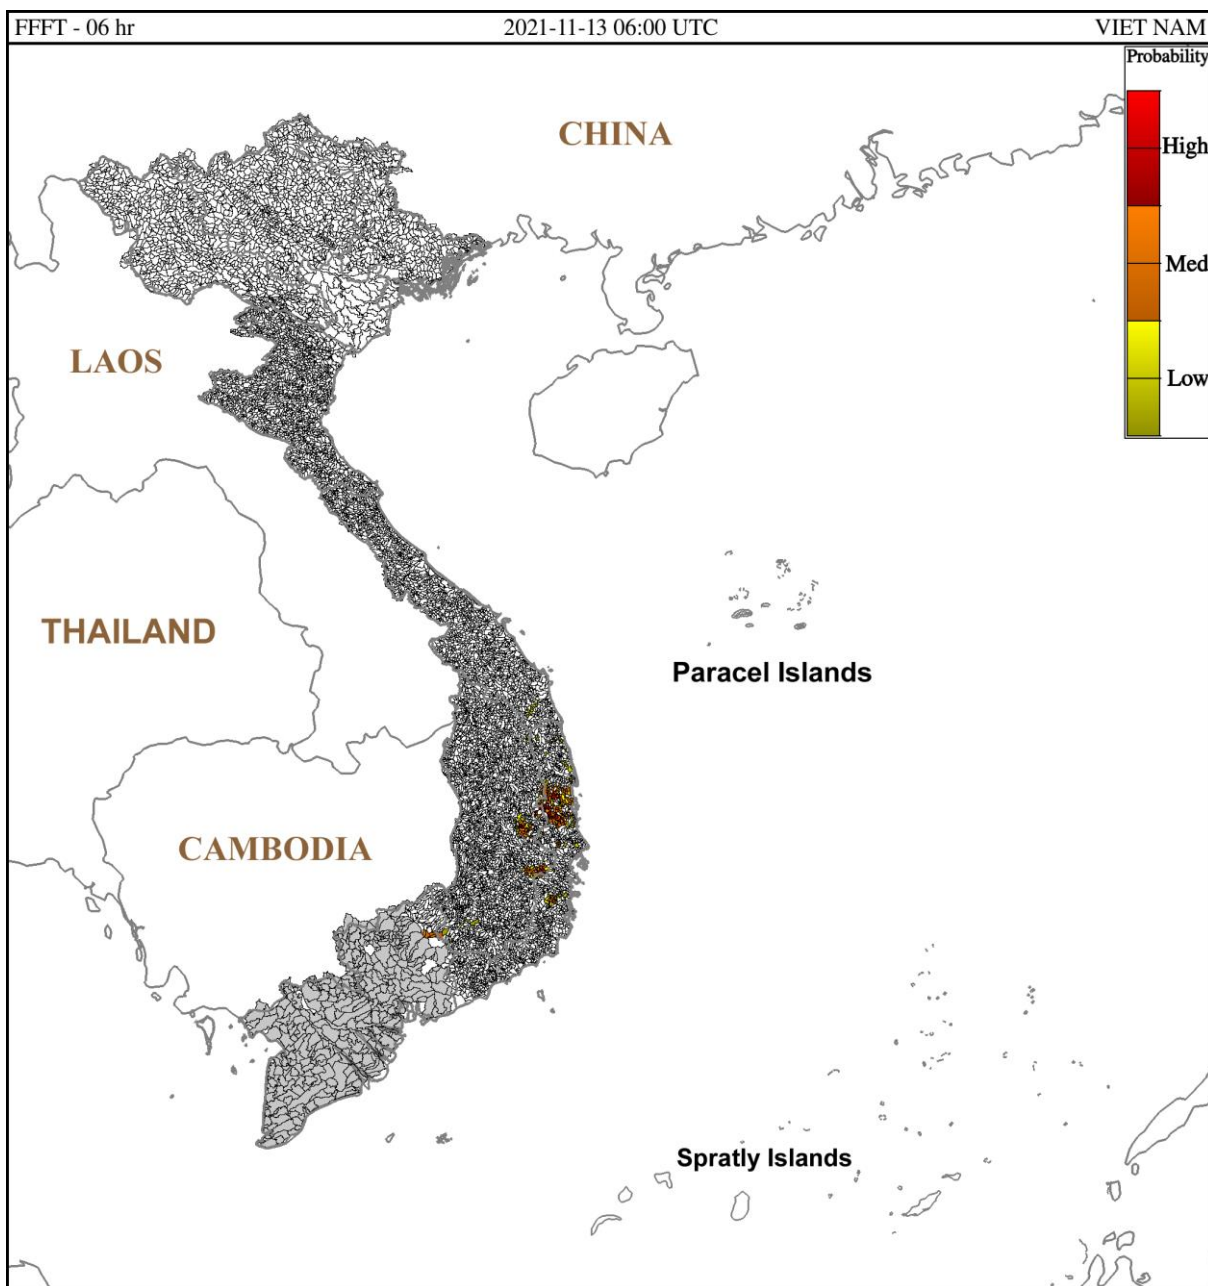 FFFT - 06 hr
2021-11-13 06:00 UTC
VIET NAM
Probability
CHINA
High
Med
LAOS
Low
THAILAND
Paracel Islands
CAMBODIA
Spratly Islands